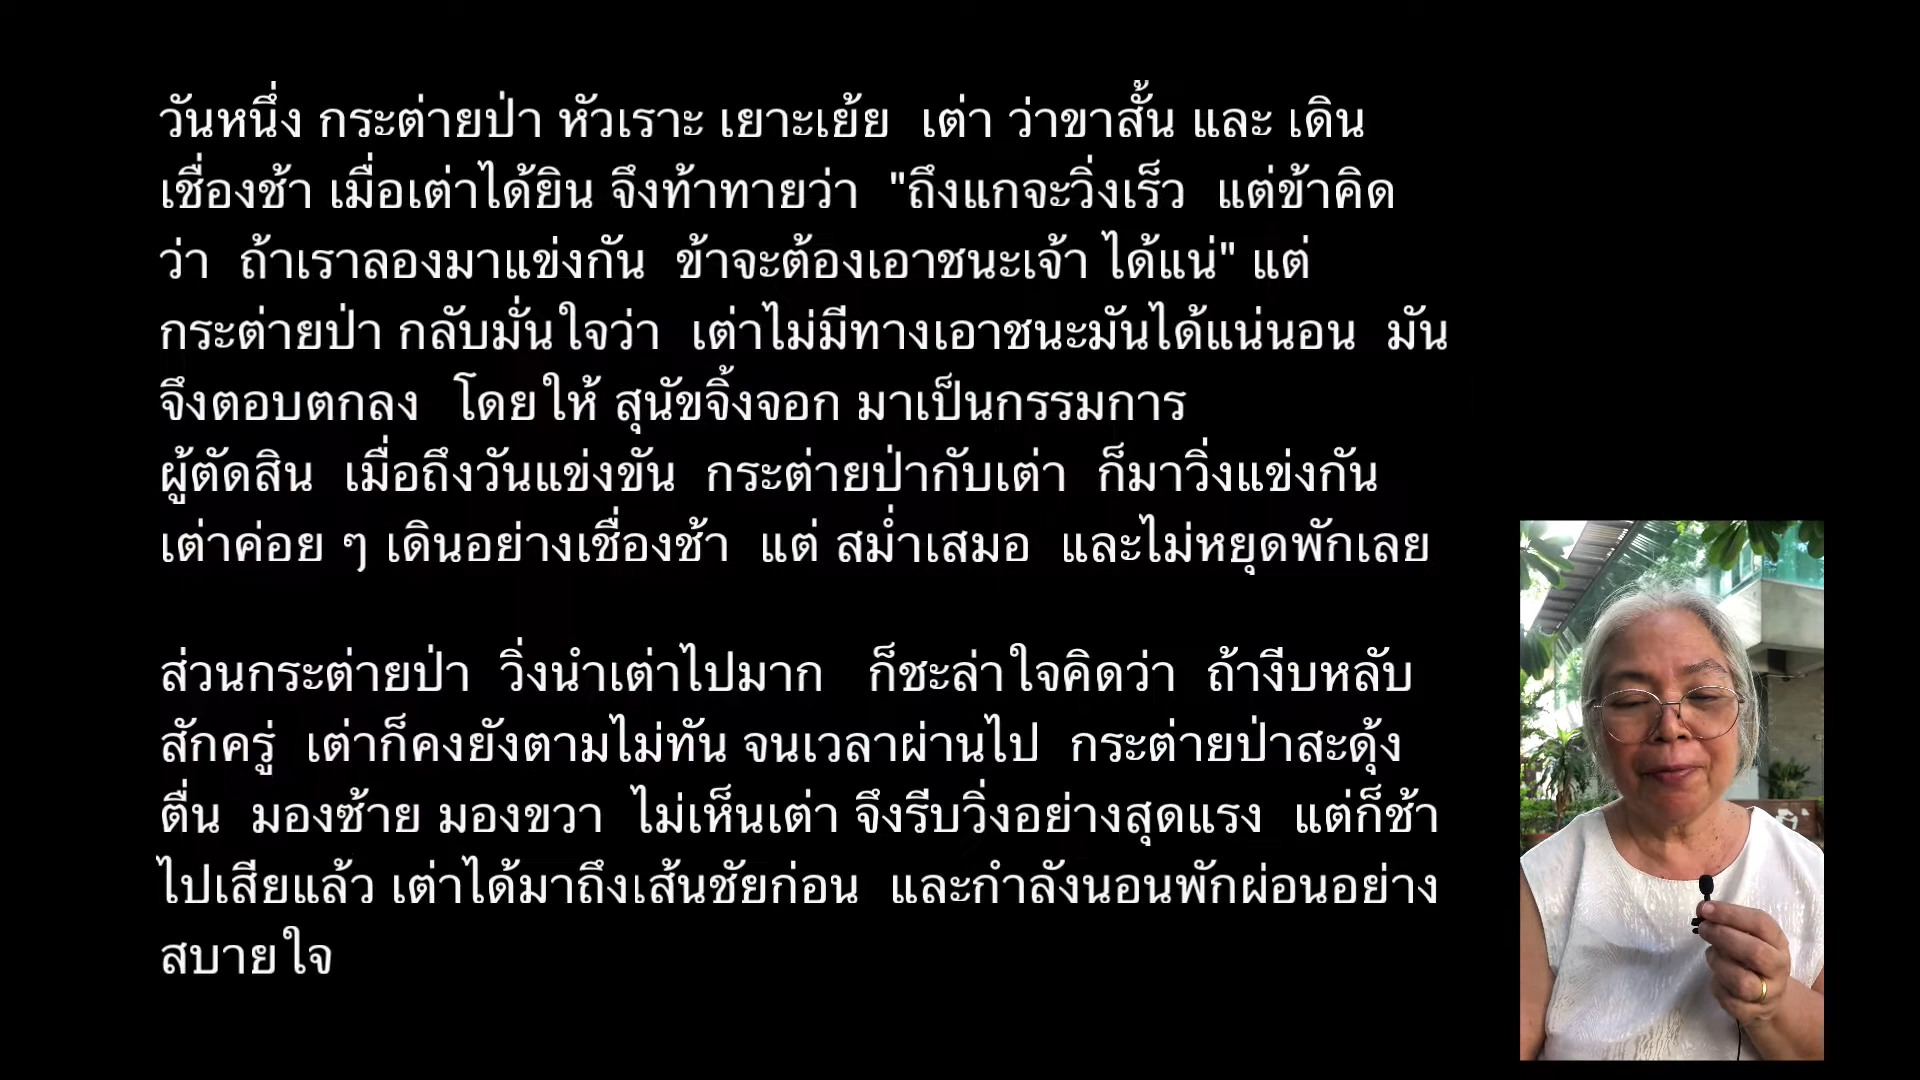 วันหนึ่ง กระต่ายป่า หัวเราะ เยาะเย้ย เต่า ว่าขาสั้น และ เดิน
เชื่องช้า เมื่อเต่าได้ยิน จึงท้าทายว่า "ถึงแกจะวิ่งเร็ว แต่ข้าคิด
ว่า ถ้าเราลองมาแข่งกัน ข้าจะต้องเอาชนะเจ้า ได้แน่" แต่
กระต่ายป่า กลับมั่นใจว่า เต่าไม่มีทางเอาชนะมันได้แน่นอน มัน
จึงตอบตกลง โดยให้ สุนัขจิ้งจอก มาเป็นกรรมการ
ผู้ตัดสิน เมื่อถึงวันแข่งขัน กระต่ายป่ากับเต่า ก็มาวิ่งแข่งกัน
เต่าค่อย ๆ เดินอย่างเชื่องช้า แต่ สม่ำเสมอ และไม่หยุดพักเลย
ส่วนกระต่ายป่า วิ่งนำเต่าไปมาก ก็ชะล่าใจคิดว่า ถ้างีบหลับ
สักครู่ เต่าก็คงยังตามไม่ทัน จนเวลาผ่านไป กระต่ายป่าสะดุ้ง
ตื่น มองซ้าย มองขวา ไม่เห็นเต่า จึงรีบวิ่งอย่างสุดแรง แต่ก็ช้า
ไปเสียแล้ว เต่าได้มาถึงเส้นชัยก่อน และกำลังนอนพักผ่อนอย่าง
สบายใจ